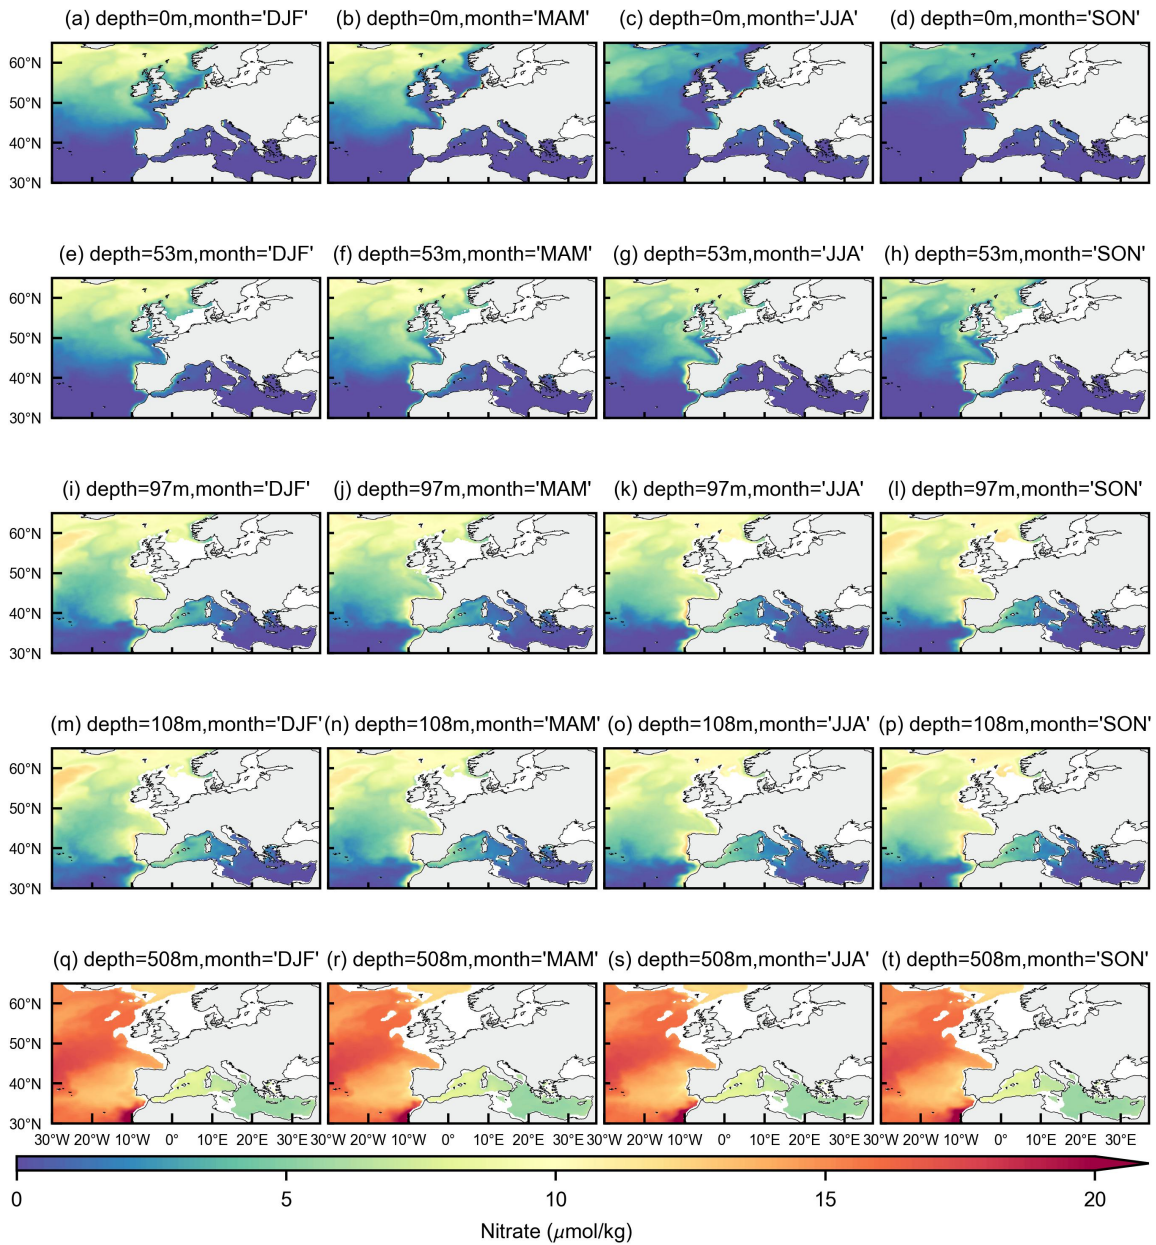 (a) depth=0m,month='DJF' (b) depth=0m,month='MAM' (c) depth=0m,month='JJA' (d) depth=0m,month='SON'
60°N
50°N
40°N
30°N
(e) depth=53m,month='DJF' (f) depth=53m,month='MAM' (g) depth=53m,month='JJA' (h) depth=53m,month='SON'
60°N
50°N
40°N
30°N
(i) depth=97m,month='DJF' (j) depth=97m,month='MAM' (k) depth=97m,month='JJA' (l) depth=97m,month='SON'
60°N
50°N
40°N
30°N
(m) depth=108m,month='DJF' (n) depth=108m,month='MAM' (o) depth=108m,month='JJA' (p) depth=108m,month='SON'
60°N
50°N
40°N
30°N
(q) depth=508m,month='DJF' (r) depth=508m,month='MAM' (s) depth=508m,month='JJA' (t) depth=508m,month='SON'
60°N
50°N
40°N
30°N
30°W 20°W 10°W 0° 10°E 20°E 30°E 30°W 20°W 10°W 0° 10°E 20°E 30°E 30°W 20°W 10°W 0° 10°E 20°E 30°E 30°W 20°W 10°W 0° 10°E 20°E 30°E
0 5 10 15 20
Nitrate (μmol/kg)